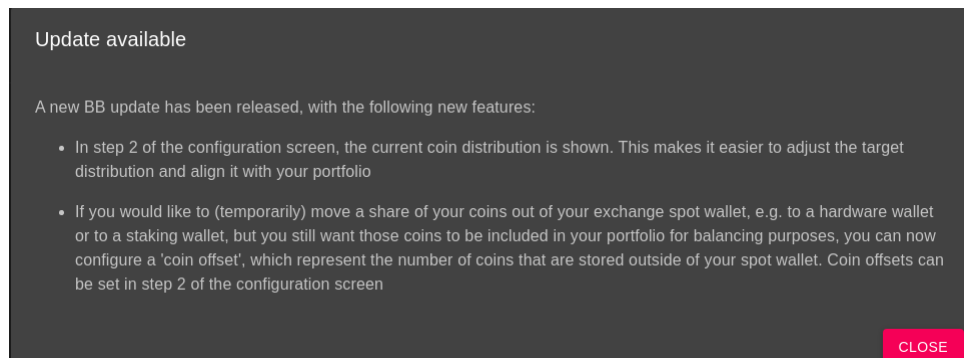 Update available
A new BB update has been released, with the following new features:
• In step 2 of the configuration screen, the current coin distribution is shown. This makes it easier to adjust the target
distribution and align it with your portfolio
• If you would like to (temporarily) move a share of your coins out of your exchange spot wallet, e.g. to a hardware wallet
or to a staking wallet, but you still want those coins to be included in your portfolio for balancing purposes, you can now
configure a 'coin offset', which represent the number of coins that are stored outside of your spot wallet. Coin offsets can
be set in step 2 of the configuration screen
CLOSE